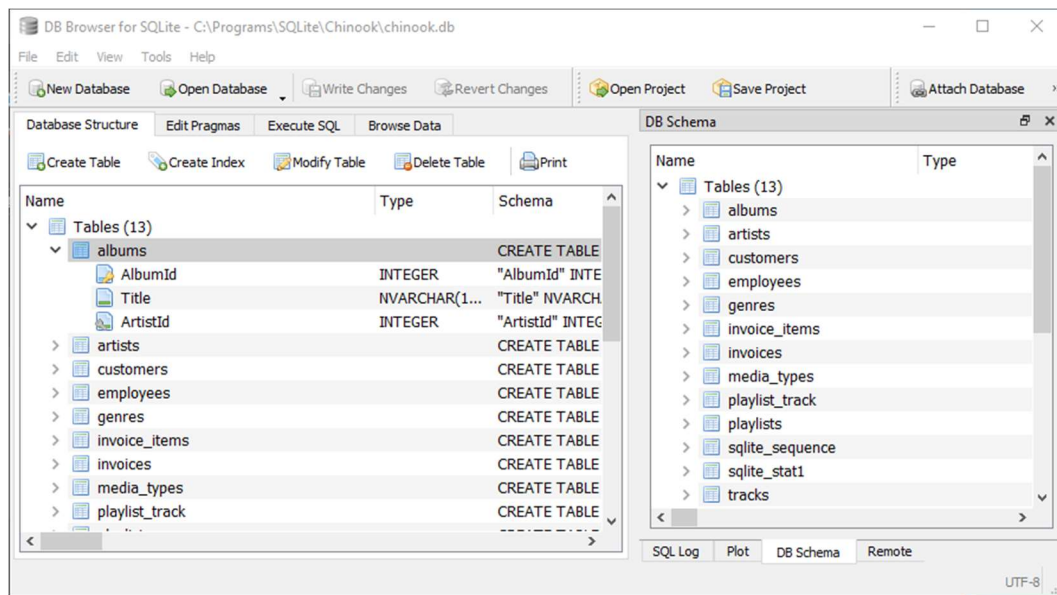 DB Browser for SQLite - C:\Programs\SQLite\Chinook\chinook.db
File Edit View Tools Help
New Database Open Database Write Changes Revert Changes Open Project Save Project Attach Database
Database Structure Edit Pragmas Execute SQL Browse Data
Create Table Create Index Modify Table Delete Table Print
Name Type Schema
Tables (13)
albums CREATE TABLE
AlbumId INTEGER "AlbumId" INTE
Title NVARCHAR(1... "Title" NVARCH
ArtistId INTEGER "ArtistId" INTEG
artists CREATE TABLE
customers CREATE TABLE
employees CREATE TABLE
genres CREATE TABLE
invoice_items CREATE TABLE
invoices CREATE TABLE
media_types CREATE TABLE
playlist_track CREATE TABLE
DB Schema
Name Type
Tables (13)
albums
artists
customers
employees
genres
invoice_items
invoices
media_types
playlist_track
playlists
sqlite_sequence
sqlite_stat1
tracks
SQL Log Plot DB Schema Remote
UTF-8